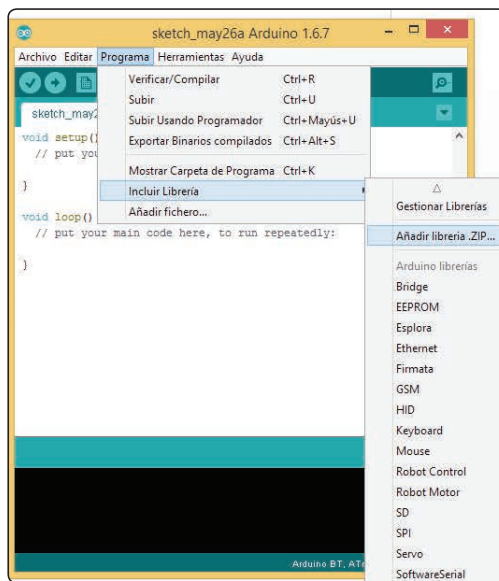 sketch_may26a Arduino 1.6.7
Archivo Editar Programa Herramientas Ayuda
Verificar/Compilar Ctrl+R
Subir Ctrl+U
Subir Usando Programador Ctrl+Mayús+U
Exportar Binarios compilados Ctrl+Alt+S
Mostrar Carpeta de Programa Ctrl+K
Incluir Librería
Añadir fichero...
sketch_may2
void setup()
// put you
}
void loop()
// put your main code here, to run repeatedly:
}
Gestionar Librerías
Añadir libreria .ZIP...
Arduino librerías
Bridge
EEPROM
Esplora
Ethernet
Firmata
GSM
HID
Keyboard
Mouse
Robot Control
Robot Motor
SD
SPI
Servo
SoftwareSerial
Arduino BT, AT